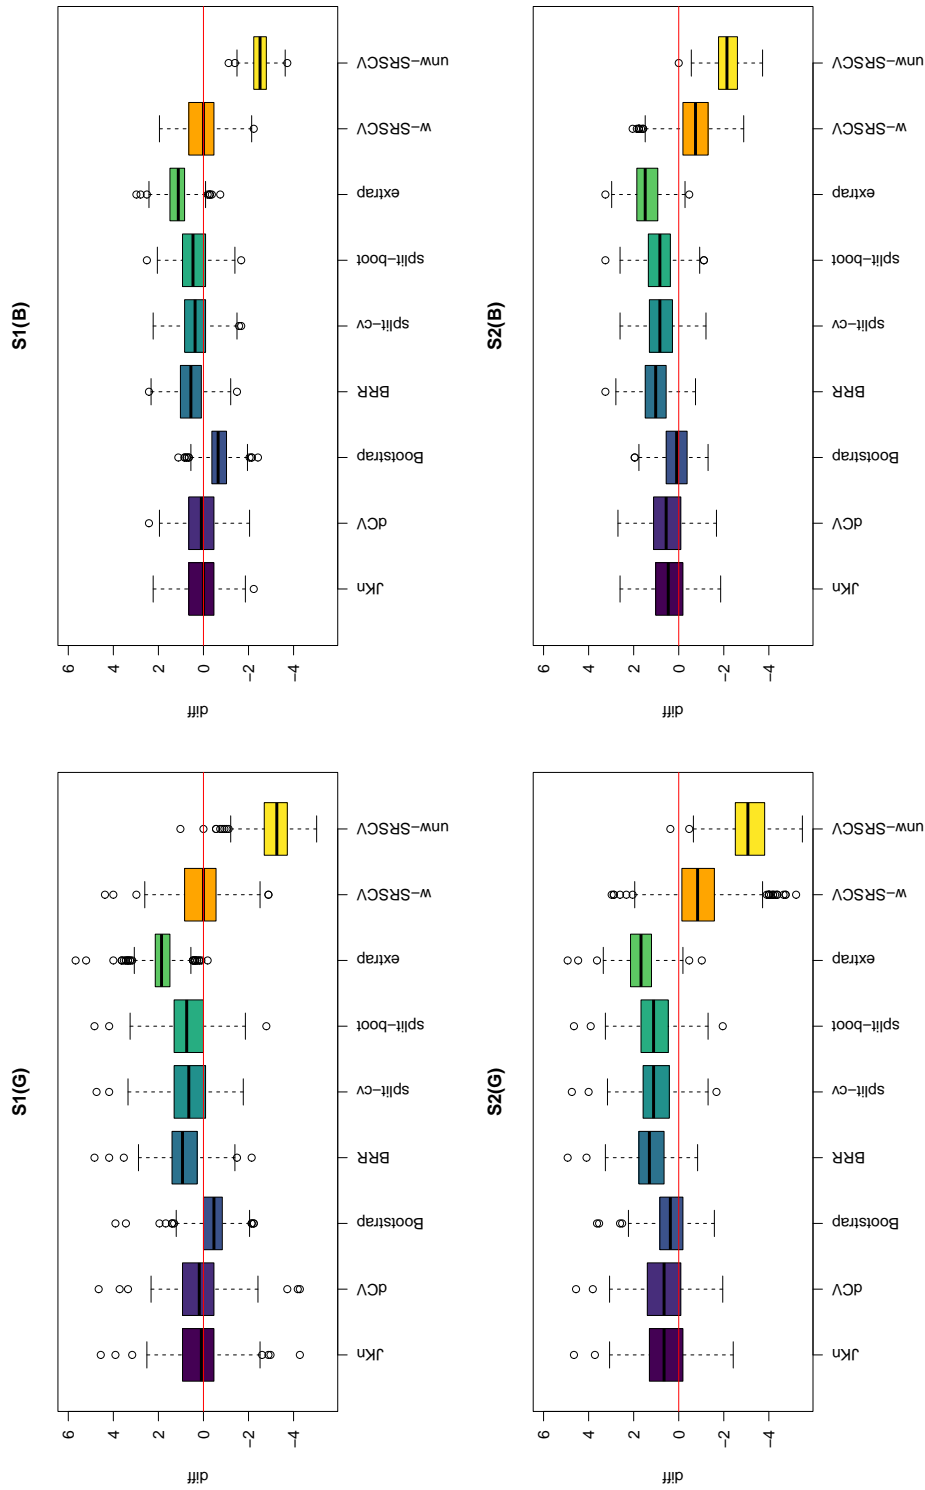 S1(B)
6
4
2
0
−2
−4
diff
JKn
dCV
Bootstrap
BRR
split−cv
split−boot
extrap
w−SRSCV
unw−SRSCV
S2(B)
6
4
2
0
−2
−4
diff
JKn
dCV
Bootstrap
BRR
split−cv
split−boot
extrap
w−SRSCV
unw−SRSCV
S1(G)
6
4
2
0
−2
−4
diff
JKn
dCV
Bootstrap
BRR
split−cv
split−boot
extrap
w−SRSCV
unw−SRSCV
S2(G)
6
4
2
0
−2
−4
diff
JKn
dCV
Bootstrap
BRR
split−cv
split−boot
extrap
w−SRSCV
unw−SRSCV